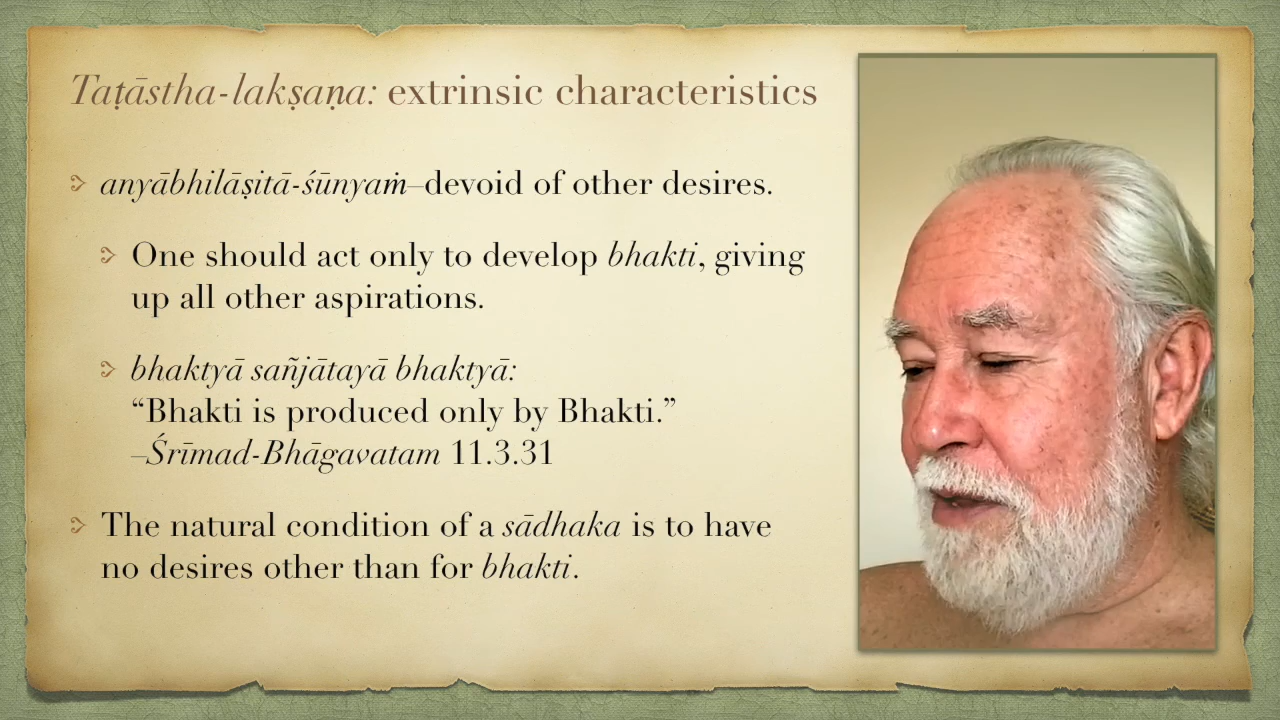 Taṭāstha-lakṣaṇa: extrinsic characteristics
anyābhilāṣitā-śūnyaṁ–devoid of other desires.
One should act only to develop bhakti, giving
up all other aspirations.
bhaktyā sañjātayā bhaktyā:
“Bhakti is produced only by Bhakti.”
–Śrīmad-Bhāgavatam 11.3.31
The natural condition of a sādhaka is to have
no desires other than for bhakti.